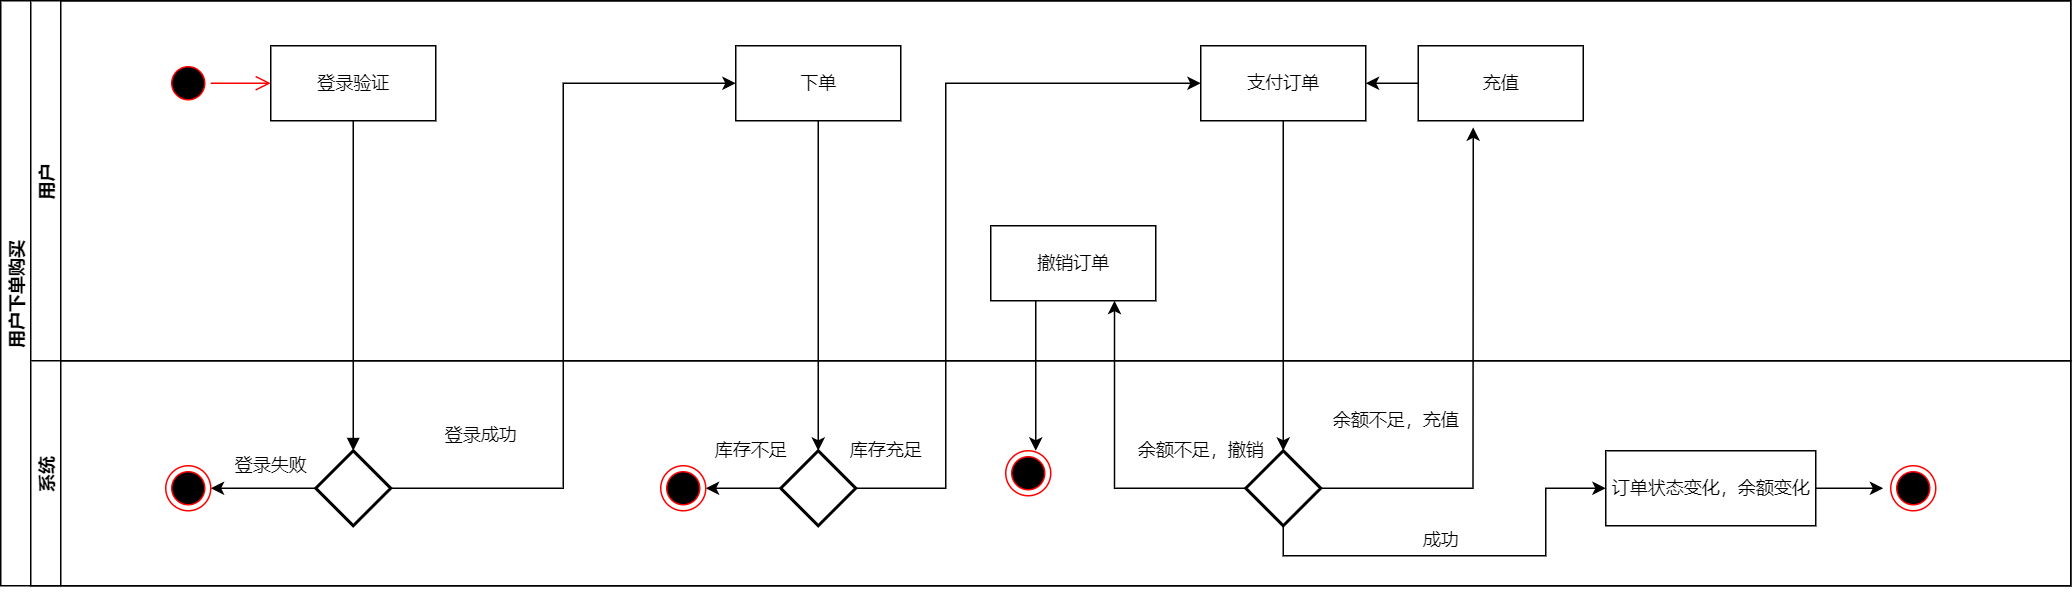 用户下单购买
用户
登录验证
下单
支付订单
充值
撤销订单
系统
登录失败
登录成功
库存不足
库存充足
余额不足，撤销
余额不足，充值
成功
订单状态变化，余额变化